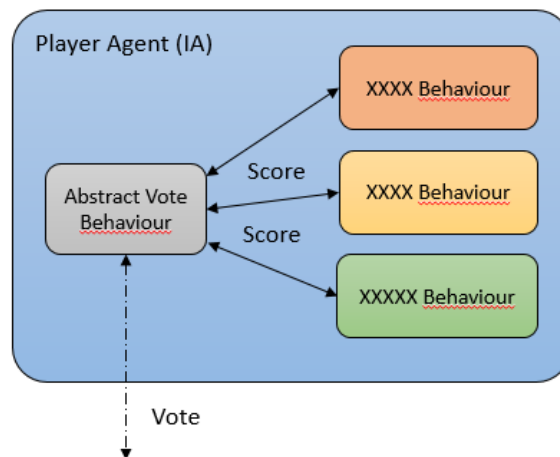 Player Agent (IA)
XXXX Behaviour
Score
XXXX Behaviour
Abstract Vote
Behaviour
Score
XXXXX Behaviour
Vote